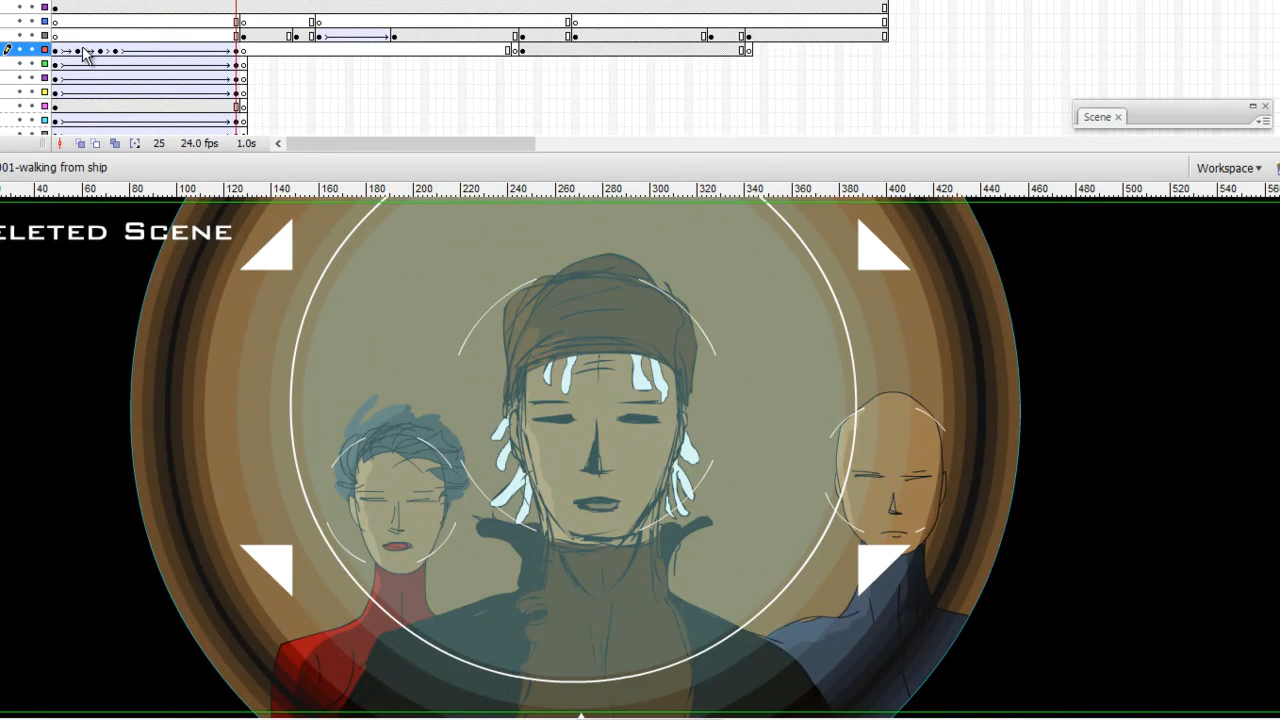 25 24.0 fps 1.0s
Scene
001-walking from ship
Workspace
40 60 80 100 120 140 160 180 200 220 240 260 280 300 320 340 360 380 400 420 440 460 480 500 520 540 56
ELETED SCENE